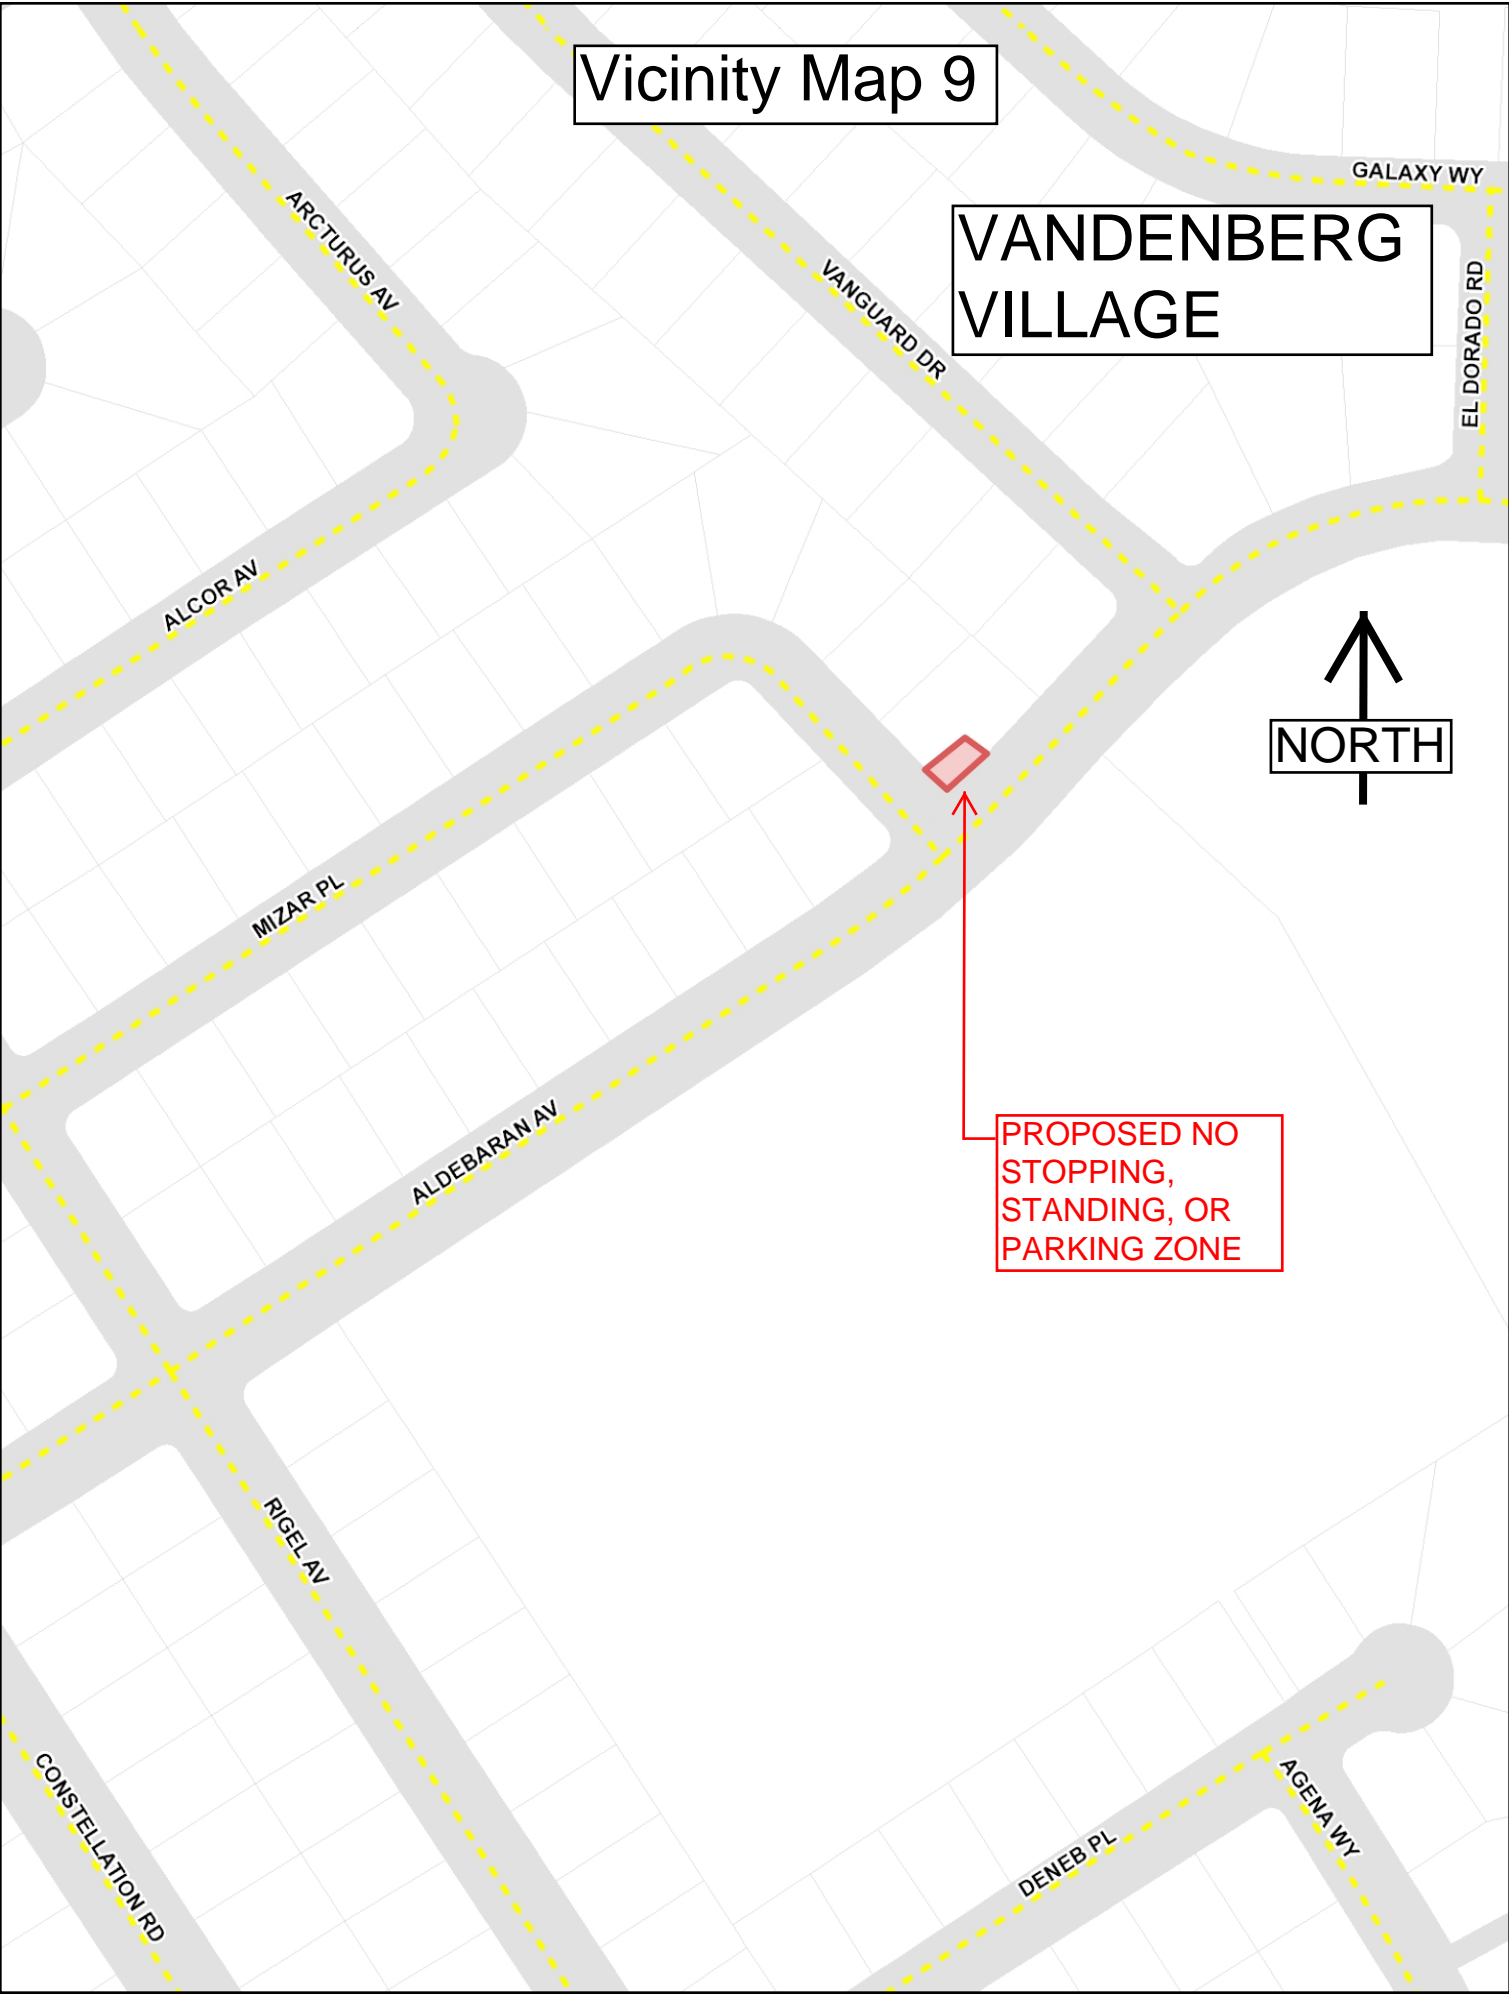 Vicinity Map 9
GALAXY WY
VANDENBERG
VILLAGE
ARCTURUS AV
VANGUARD DR
EL DORADO RD
ALCOR AV
NORTH
MIZAR PL
ALDEBARAN AV
PROPOSED NO
STOPPING,
STANDING, OR
PARKING ZONE
RIGEL AV
CONSTELLATION RD
AGENA WY
DENEB PL